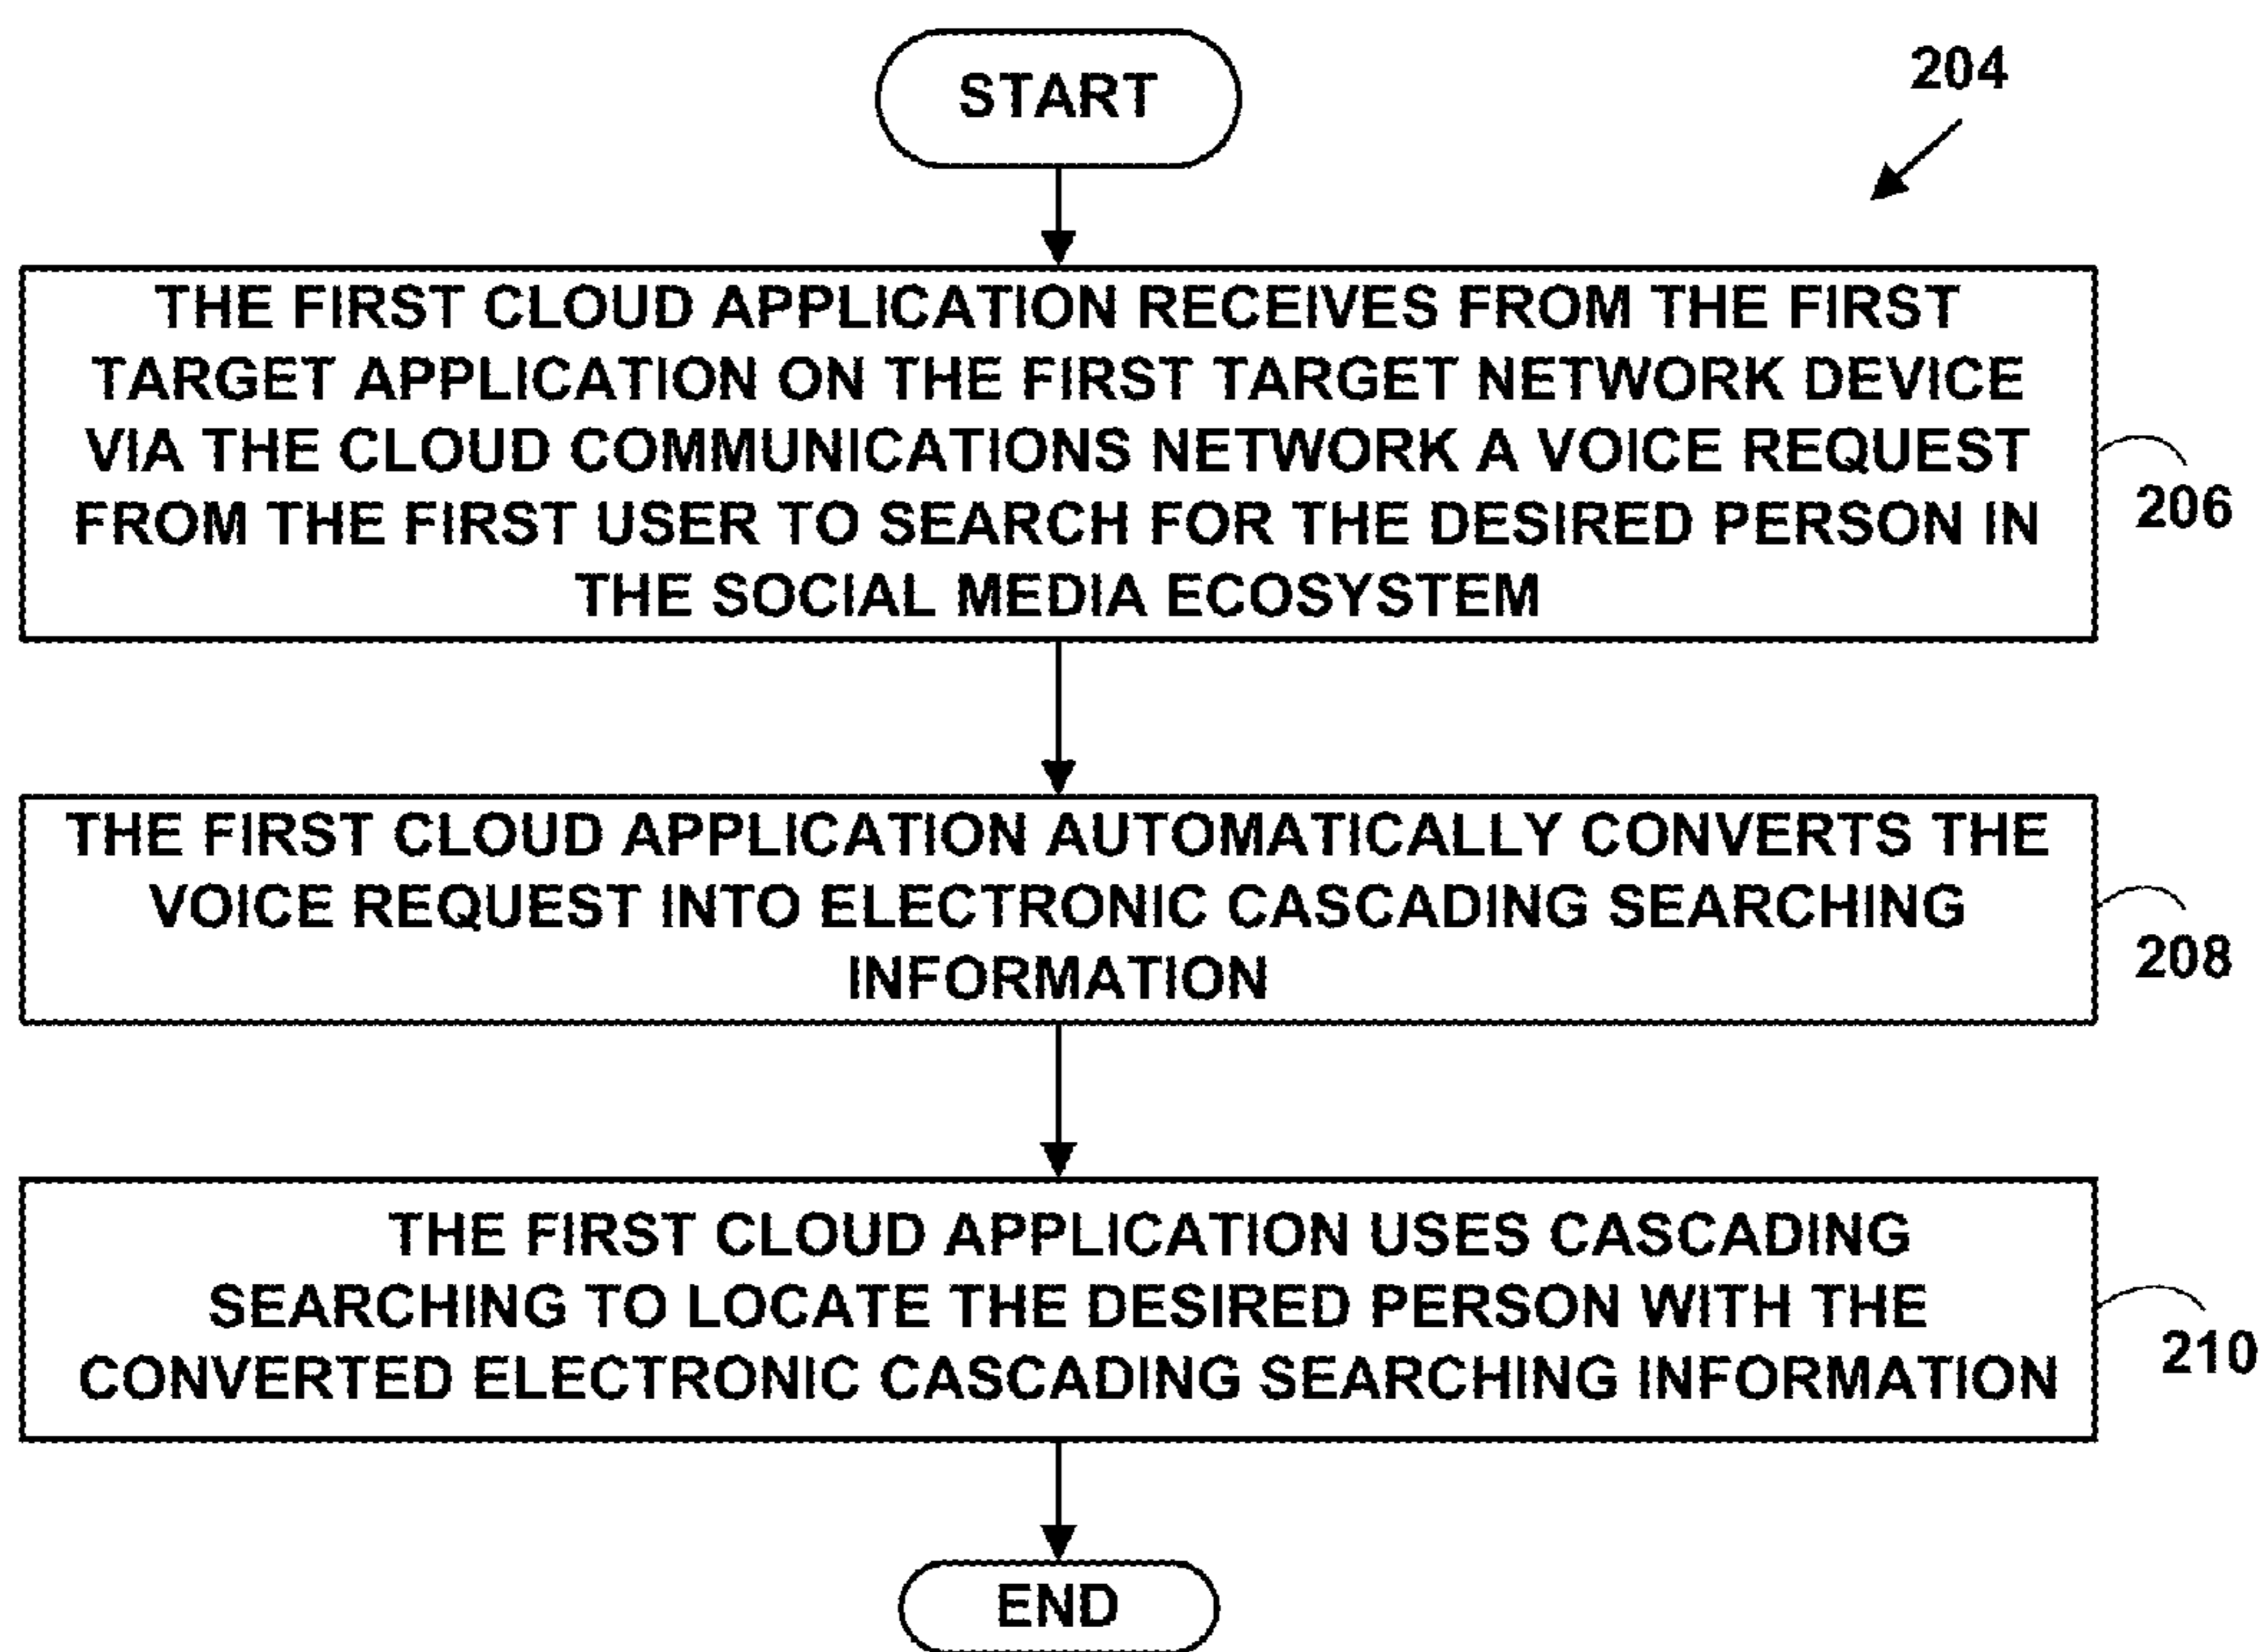 START
204
THE FIRST CLOUD APPLICATION RECEIVES FROM THE FIRST
TARGET APPLICATION ON THE FIRST TARGET NETWORK DEVICE
VIA THE CLOUD COMMUNICATIONS NETWORK A VOICE REQUEST
FROM THE FIRST USER TO SEARCH FOR THE DESIRED PERSON IN
THE SOCIAL MEDIA ECOSYSTEM
206
THE FIRST CLOUD APPLICATION AUTOMATICALLY CONVERTS THE
VOICE REQUEST INTO ELECTRONIC CASCADING SEARCHING
INFORMATION
208
THE FIRST CLOUD APPLICATION USES CASCADING
SEARCHING TO LOCATE THE DESIRED PERSON WITH THE
CONVERTED ELECTRONIC CASCADING SEARCHING INFORMATION
210
END